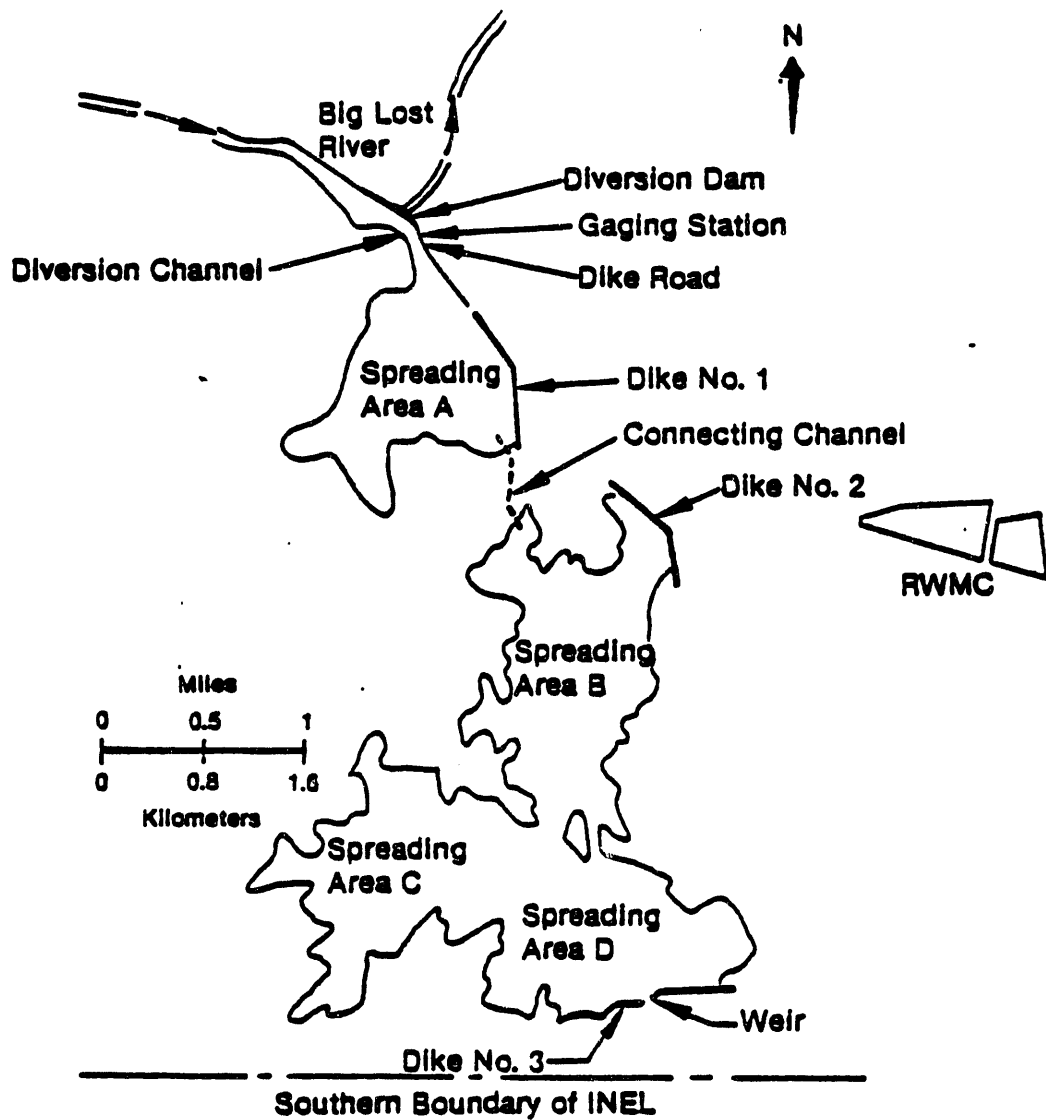 N
Big Lost
River
Diversion Dam
Gaging Station
Diversion Channel
Dike Road
Spreading
Area A
Dike No. 1
Connecting Channel
Dike No. 2
RWMC
Spreading
Area B
Miles
0 0.5 1
0 0.8 1.6
Kilometers
Spreading
Area C
Spreading
Area D
Weir
Dike No. 3
Southern Boundary of INEL